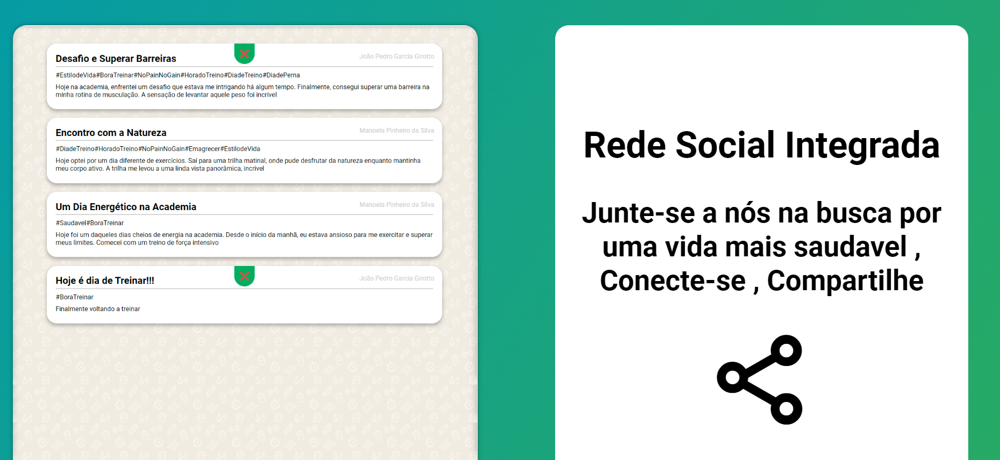 Desafio e Superar Barreiras
João Pedro Garcia Girotto
#EstilodeVida#BoraTreinar#NoPainNoGain#HoradoTreino#DiadeTreino#DiadePerna
Hoje na academia, enfrentei um desafio que estava me intrigando há algum tempo. Finalmente, consegui superar uma barreira na
minha rotina de musculação. A sensação de levantar aquele peso foi incrivel
Encontro com a Natureza
Manoela Pinheiro da Silva
#DiadeTreino#HoradoTreino#NoPainNoGain#Emagrecer#EstilodeVida
Hoje optei por um dia diferente de exercícios. Saí para uma trilha matinal, onde pude desfrutar da natureza enquanto mantinha
meu corpo ativo. A trilha me levou a uma linda vista panorâmica, incrivel
Um Dia Energético na Academia
Manoela Pinheiro da Silva
#Saudavel#BoraTreinar
Hoje foi um daqueles dias cheios de energia na academia. Desde o início da manhã, eu estava ansioso para me exercitar e superar
meus limites. Comecei com um treino de força intensivo
Hoje é dia de Treinar!!!
João Pedro Garcia Girotto
#BoraTreinar
Finalmente voltando a treinar
Rede Social Integrada
Junte-se a nós na busca por
uma vida mais saudavel ,
Conecte-se , Compartilhe